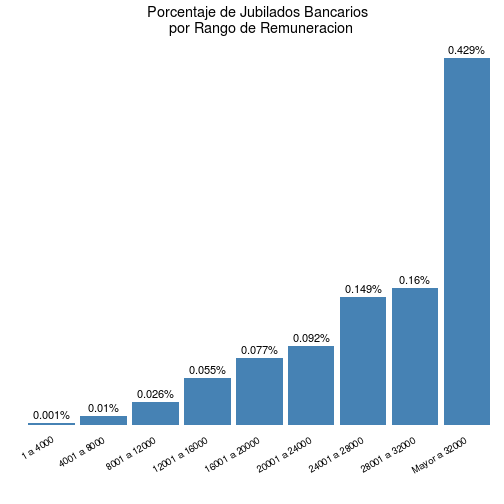 Porcentaje de Jubilados Bancarios
por Rango de Remuneracion
0.429%
0.16%
0.149%
0.092%
0.077%
0.055%
0.026%
0.01%
0.001%
1 a 4000
4001 a 8000
8001 a 12000
12001 a 16000
16001 a 20000
20001 a 24000
24001 a 28000
28001 a 32000
Mayor a 32000